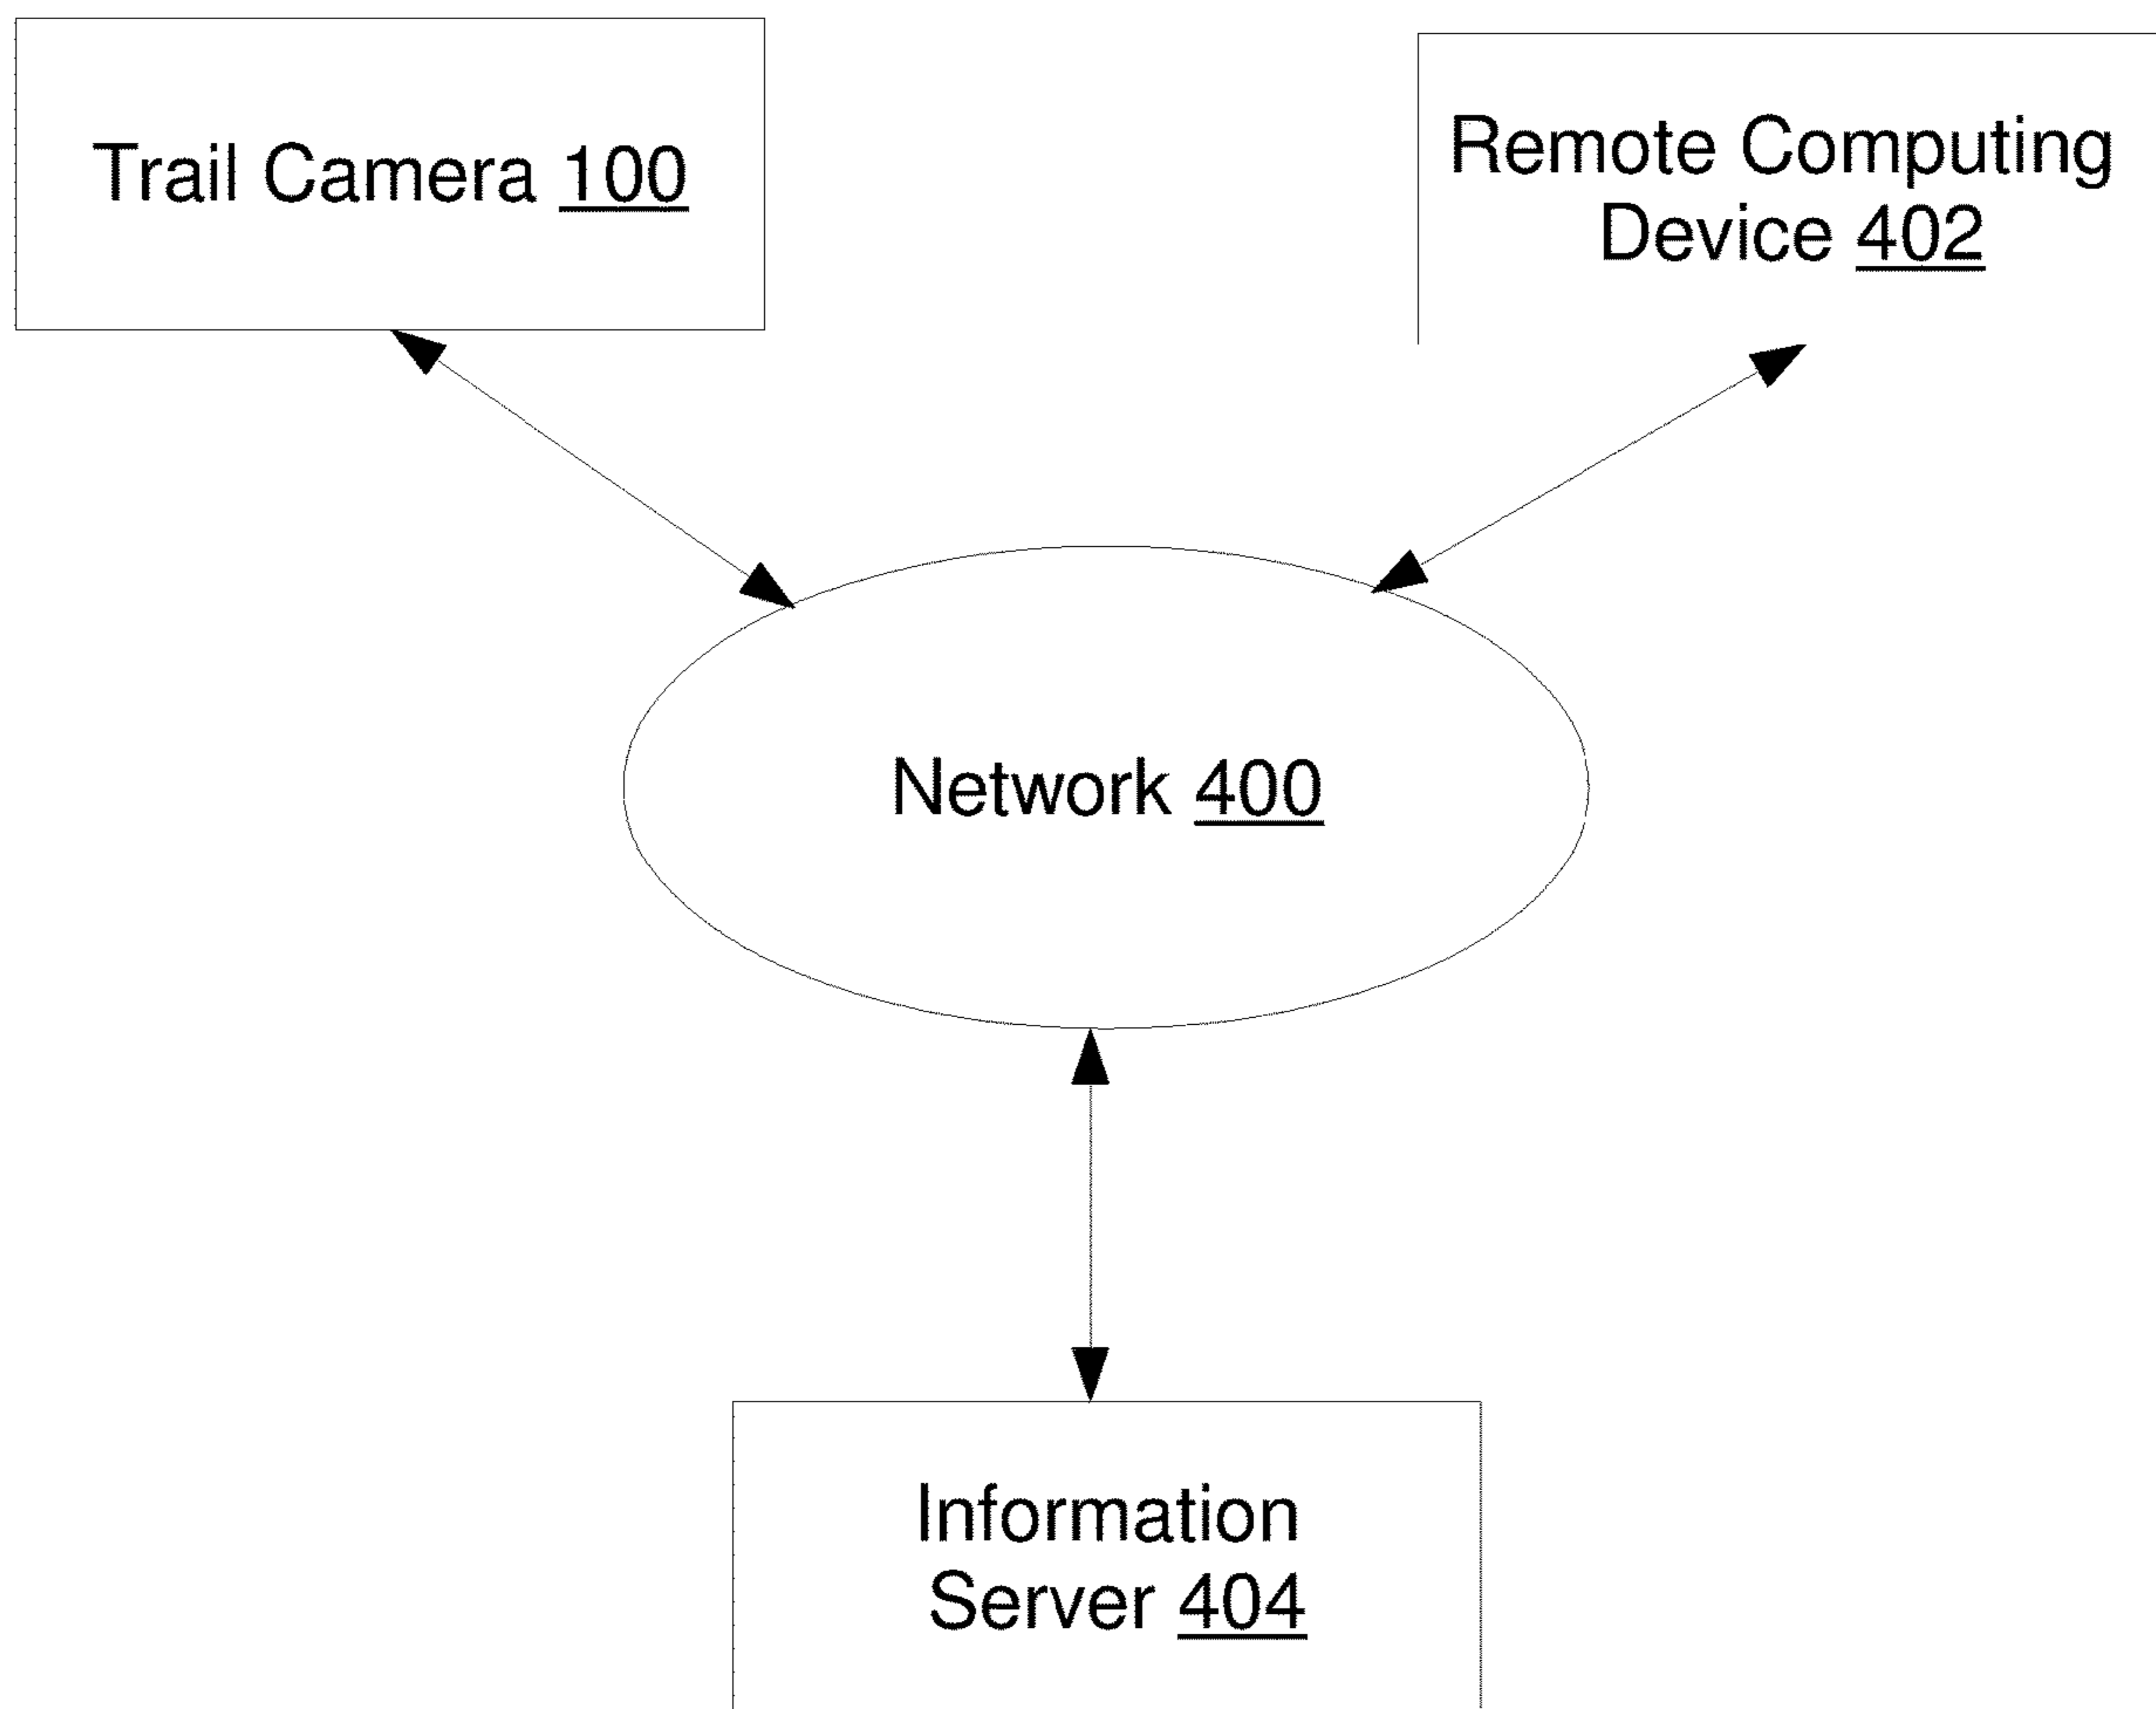 Trail Camera 100
Remote Computing
Device 402
Network 400
Information
Server 404